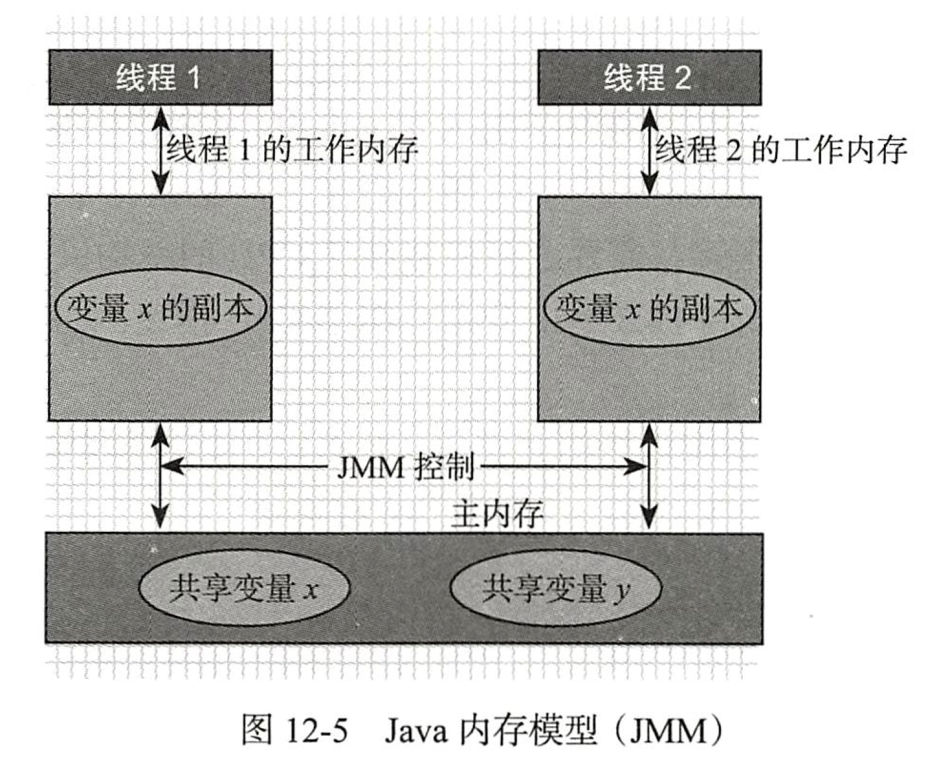 线程 1
线程 2
线程 1 的工作内存
线程 2 的工作内存
变量 x 的副本
变量 x 的副本
JMM 控制
主内存
共享变量 x
共享变量 y
图 12-5 Java 内存模型（JMM）